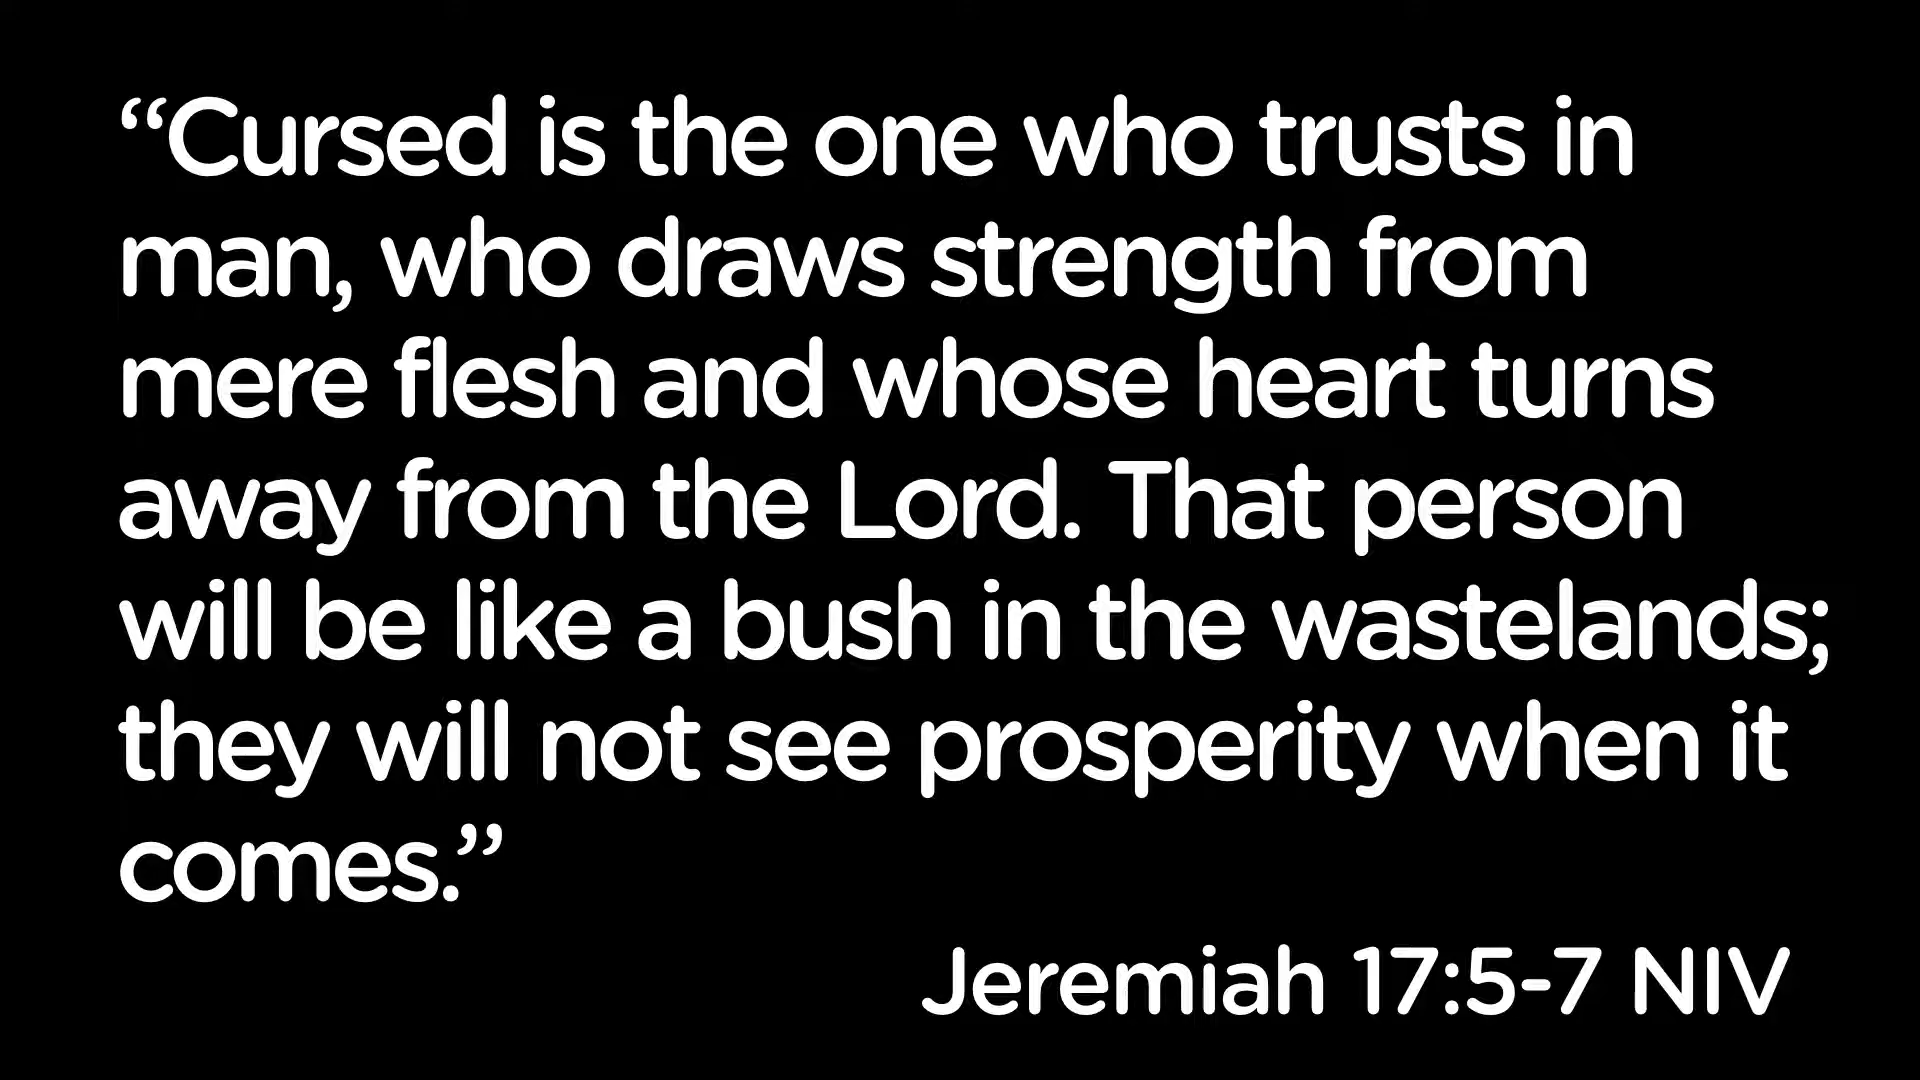 “Cursed is the one who trusts in
man, who draws strength from
mere flesh and whose heart turns
away from the Lord. That person
will be like a bush in the wastelands;
they will not see prosperity when it
comes.”
Jeremiah 17:5-7 NIV